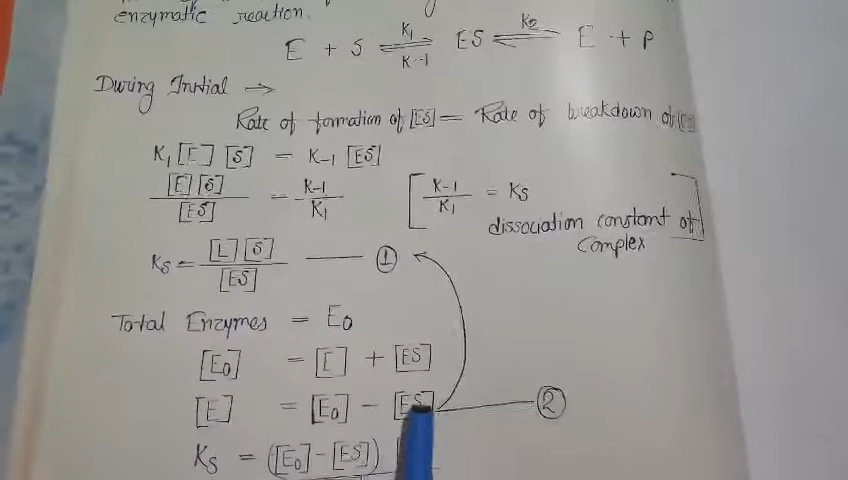 enzymatic reaction.
E + S ⇌ ES ⇌ E + P
K1 K-1 K2
During Initial →
Rate of formation of [ES] = Rate of breakdown of
K1 [E] [S] = K-1 [ES]
[E][S] / [ES] = K-1 / K1 [ K-1 / K1 = Ks
dissociation constant of ]
Complex
Ks = [E][S] / [ES] —— ①
Total Enzymes = E0
[E0] = [E] + [ES]
[E] = [E0] - [ES] —— ②
Ks = ([E0] - [ES])